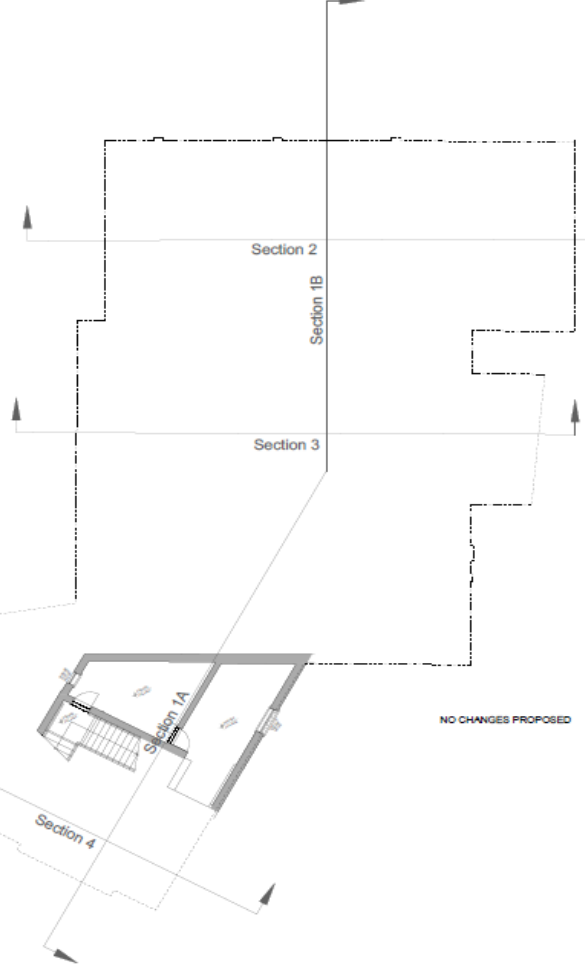 Section 2
Section 1B
Section 3
Section 1A
NO CHANGES PROPOSED
Section 4